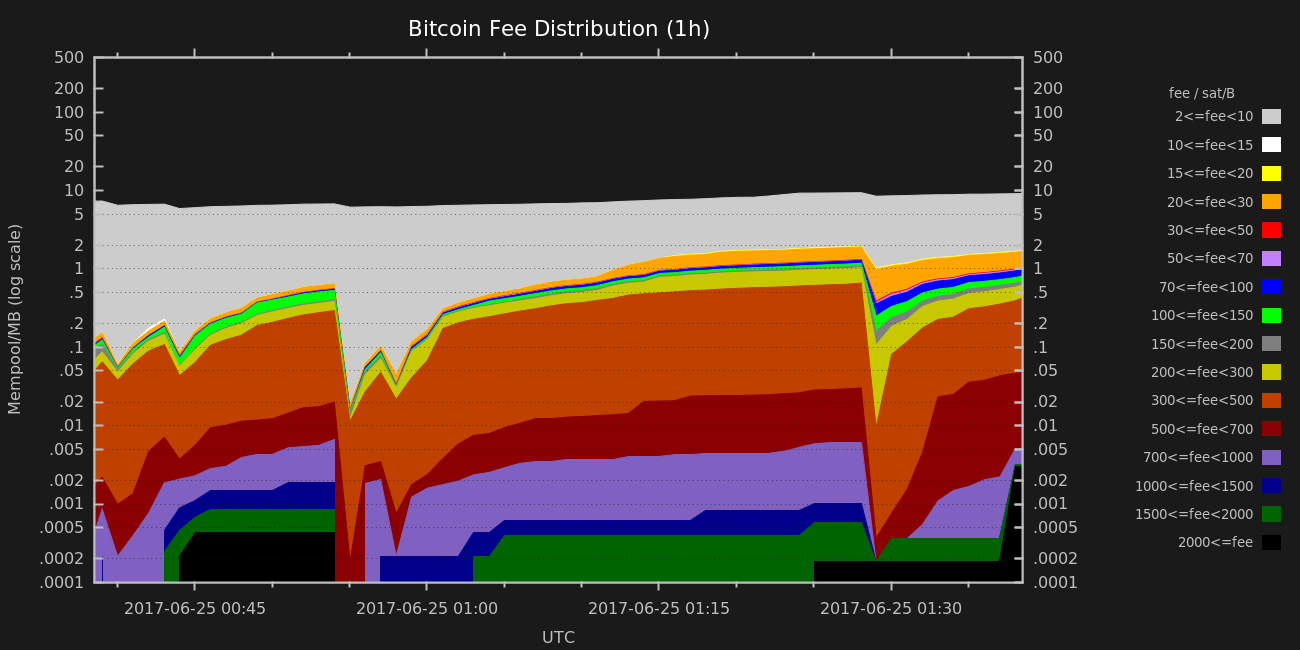 Bitcoin Fee Distribution (1h)
500 500
200 200
100 100
50 50
20 20
10 10
5 5
2 2
1 1
.5 .5
.2 .2
.1 .1
.05 .05
.02 .02
.01 .01
.005 .005
.002 .002
.001 .001
.0005 .0005
.0002 .0002
.0001 .0001
Mempool/MB (log scale)
2017-06-25 00:45 2017-06-25 01:00 2017-06-25 01:15 2017-06-25 01:30
UTC
fee / sat/B
2<=fee<10
10<=fee<15
15<=fee<20
20<=fee<30
30<=fee<50
50<=fee<70
70<=fee<100
100<=fee<150
150<=fee<200
200<=fee<300
300<=fee<500
500<=fee<700
700<=fee<1000
1000<=fee<1500
1500<=fee<2000
2000<=fee